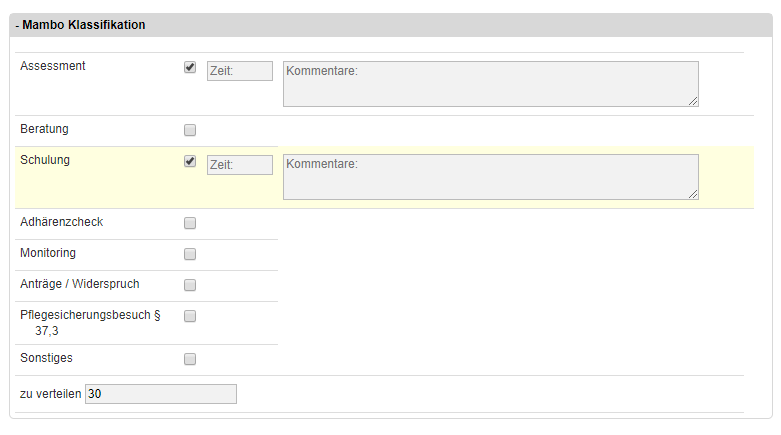 - Mambo Klassifikation
Assessment Zeit: Kommentare:
Beratung
Schulung Zeit: Kommentare:
Adhärenzcheck
Monitoring
Anträge / Widerspruch
Pflegesicherungsbesuch §
37,3
Sonstiges
zu verteilen 30